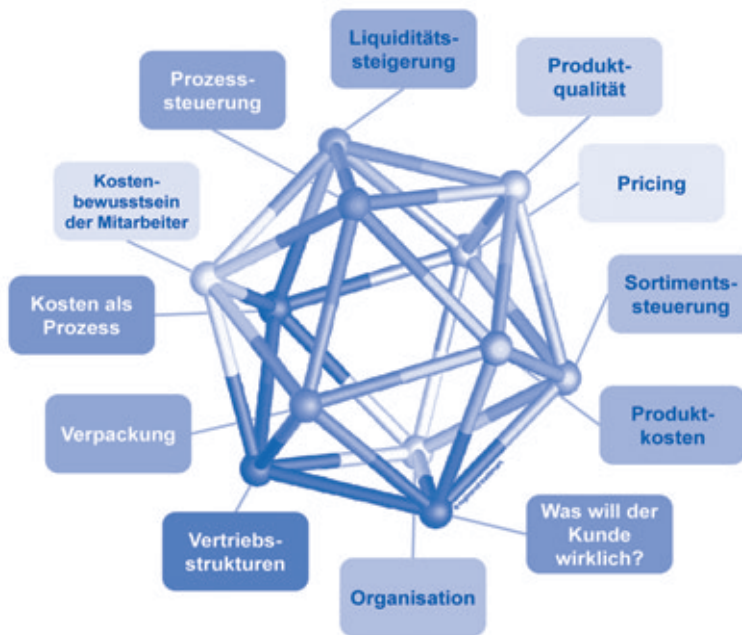 Liquiditäts-
steigerung
Prozess-
steuerung
Produkt-
qualität
Kosten-
bewusstsein
der Mitarbeiter
Pricing
Kosten als
Prozess
Sortiments-
steuerung
Verpackung
Produkt-
kosten
Vertriebs-
strukturen
Was will der
Kunde
wirklich?
Organisation